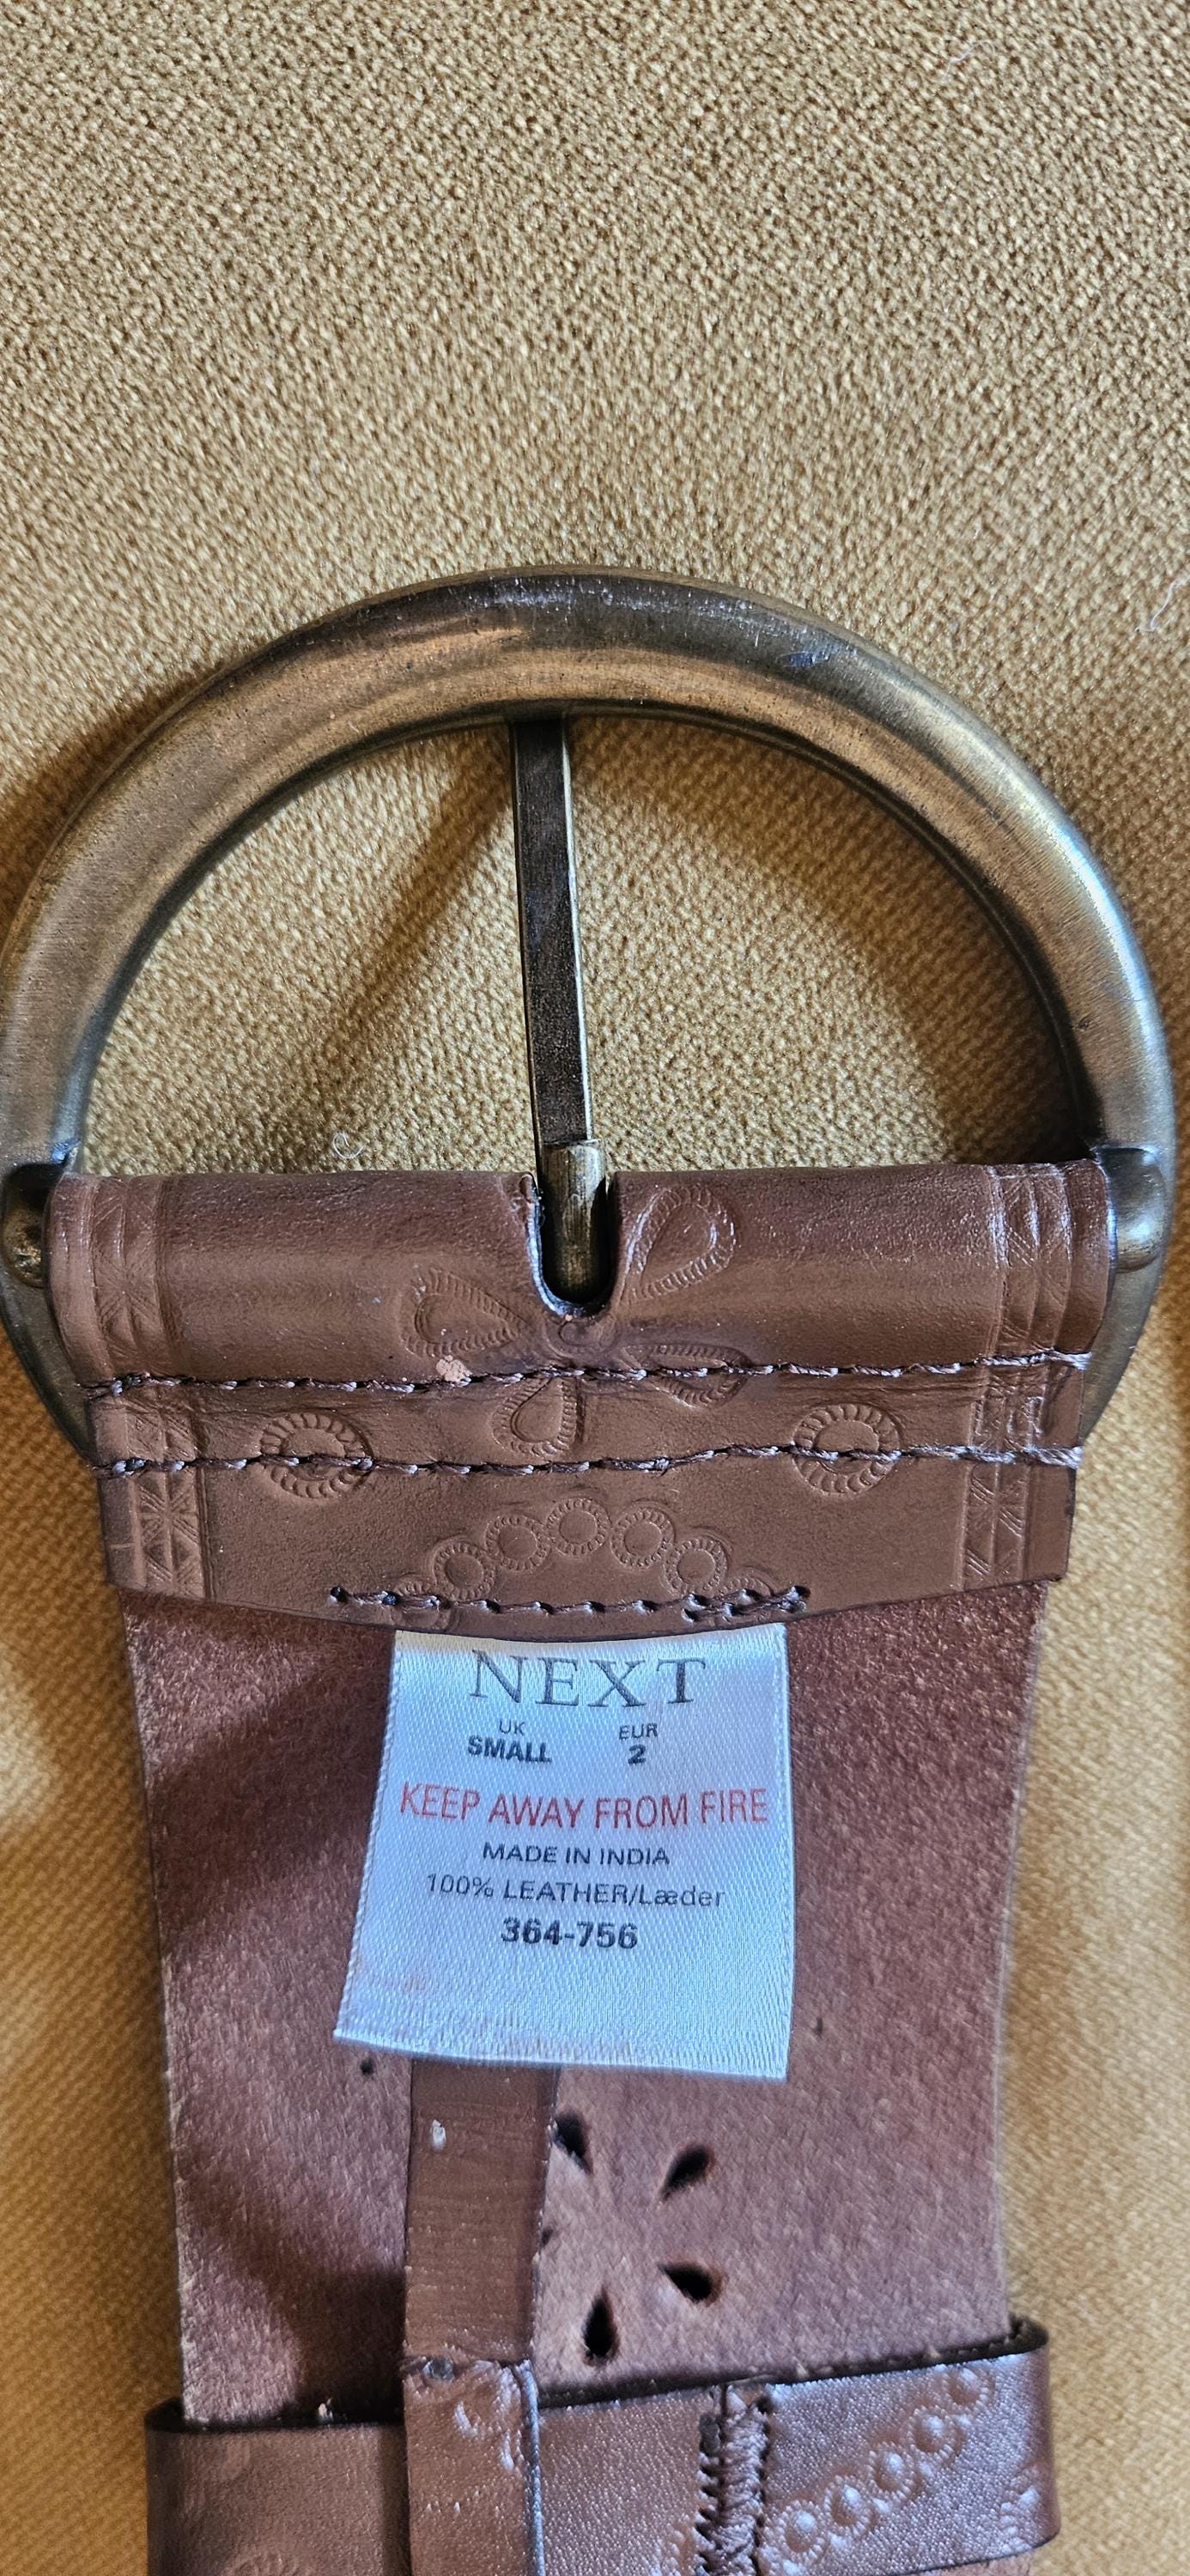 NEXT
UK EUR
SMALL 2
KEEP AWAY FROM FIRE
MADE IN INDIA
100% LEATHER/Læder
364-756